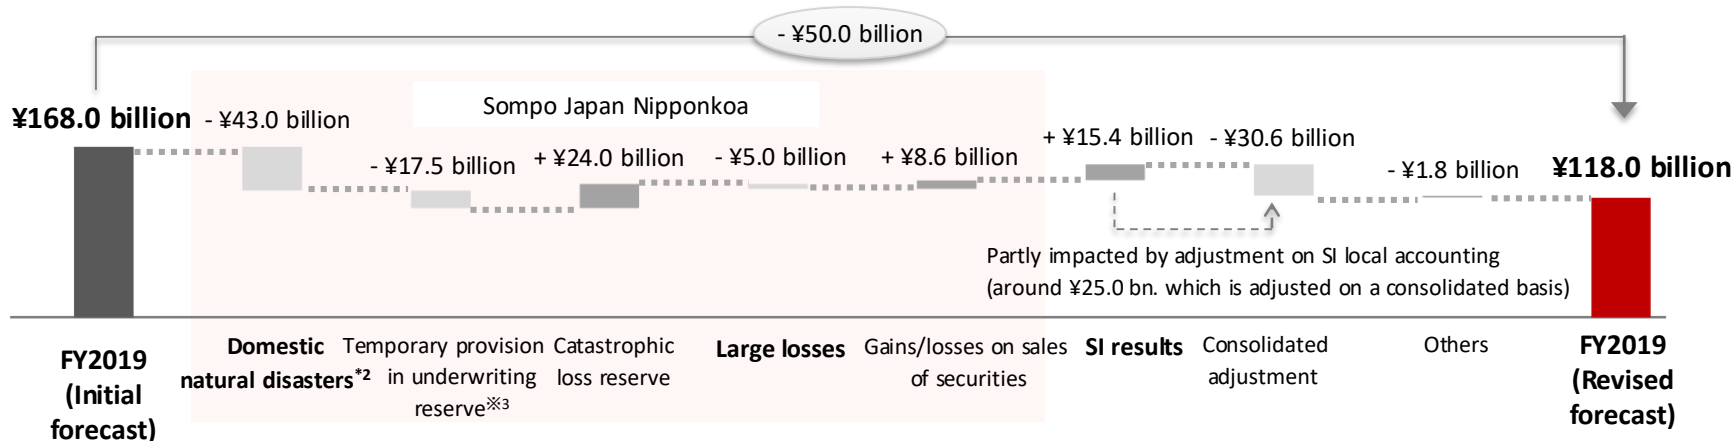 - ¥50.0 billion
Sompo Japan Nipponkoa
¥168.0 billion
- ¥43.0 billion
- ¥17.5 billion
+ ¥24.0 billion
- ¥5.0 billion
+ ¥8.6 billion
+ ¥15.4 billion
- ¥30.6 billion
- ¥1.8 billion
¥118.0 billion
Partly impacted by adjustment on SI local accounting
(around ¥25.0 bn. which is adjusted on a consolidated basis)
FY2019
(Initial
forecast)
Domestic
natural disasters*2
Temporary provision
in underwriting
reserve※3
Catastrophic
loss reserve
Large losses
Gains/losses on sales
of securities
SI results
Consolidated
adjustment
Others
FY2019
(Revised
forecast)